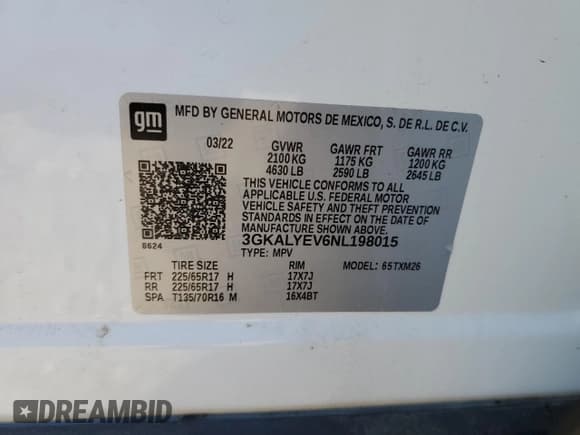 gm
MFD BY GENERAL MOTORS DE MEXICO, S. DE R.L. DE C.V.
03/22 GVWR GAWR FRT GAWR RR
2100 KG 1175 KG 1200 KG
4630 LB 2590 LB 2645 LB
THIS VEHICLE CONFORMS TO ALL
APPLICABLE U.S. FEDERAL MOTOR
VEHICLE SAFETY AND THEFT
PREVENTION STANDARDS IN
EFFECT ON THE DATE OF
MANUFACTURE SHOWN ABOVE.
3GKALYEV6NL198015
6624 TYPE: MPV MODEL: 65TXM26
TIRE SIZE RIM
FRT 225/65R17 H 17X7J
RR 225/65R17 H 17X7J
SPA T135/70R16 M 16X4BT
DREAMBID